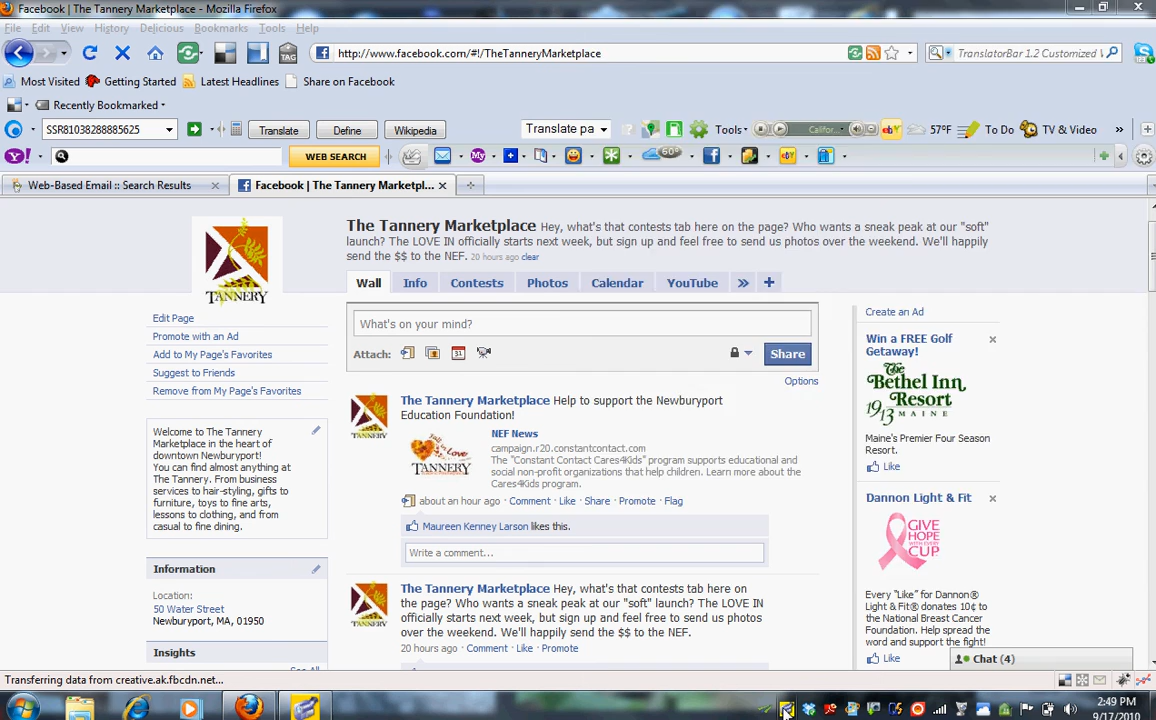 Facebook | The Tannery Marketplace - Mozilla Firefox
File Edit View History Delicious Bookmarks Tools Help
http://www.facebook.com/#!/TheTanneryMarketplace
TranslatorBar 1.2 Customized W
TAG
Most Visited Getting Started Latest Headlines Share on Facebook
Recently Bookmarked
SSR81038288885625 Translate Define Wikipedia Translate pa Tools Califor... 57°F To Do TV & Video »
WEB SEARCH My 60°
Web-Based Email :: Search Results Facebook | The Tannery Marketpl...
The Tannery Marketplace Hey, what's that contests tab here on the page? Who wants a sneak peak at our "soft"
launch? The LOVE IN officially starts next week, but sign up and feel free to send us photos over the weekend. We'll happily
send the $$ to the NEF. 20 hours ago clear
TANNERY
Wall Info Contests Photos Calendar YouTube » +
Edit Page
Promote with an Ad
Add to My Page's Favorites
Suggest to Friends
Remove from My Page's Favorites
Welcome to The Tannery
Marketplace in the heart of
downtown Newburyport!
You can find almost anything at
The Tannery. From business
services to hair-styling, gifts to
furniture, toys to fine arts,
lessons to clothing, and from
casual to fine dining.
Information
Location:
50 Water Street
Newburyport, MA, 01950
Insights
See All
What's on your mind?
Attach: 31 Share
Options
The Tannery Marketplace Help to support the Newburyport
Education Foundation!
TANNERY
NEF News
campaign.r20.constantcontact.com
The "Constant Contact Cares4Kids" program supports educational and
social non-profit organizations that help children. Learn more about the
Cares4Kids program.
about an hour ago · Comment · Like · Share · Promote · Flag
Maureen Kenney Larson likes this.
Write a comment...
The Tannery Marketplace Hey, what's that contests tab here on
the page? Who wants a sneak peak at our "soft" launch? The LOVE IN
officially starts next week, but sign up and feel free to send us photos
over the weekend. We'll happily send the $$ to the NEF.
20 hours ago · Comment · Like · Promote
TANNERY
Create an Ad
Win a FREE Golf
Getaway!
The
Bethel Inn
Resort
1913 MAINE
Maine's Premier Four Season
Resort.
Like
Dannon Light & Fit
GIVE
HOPE
WITH EVERY
CUP
Every "Like" for Dannon®
Light & Fit® donates 10¢ to
the National Breast Cancer
Foundation. Help spread the
word and support the fight!
Like
Chat (4)
Transferring data from creative.ak.fbcdn.net...
2:49 PM
9/17/2010